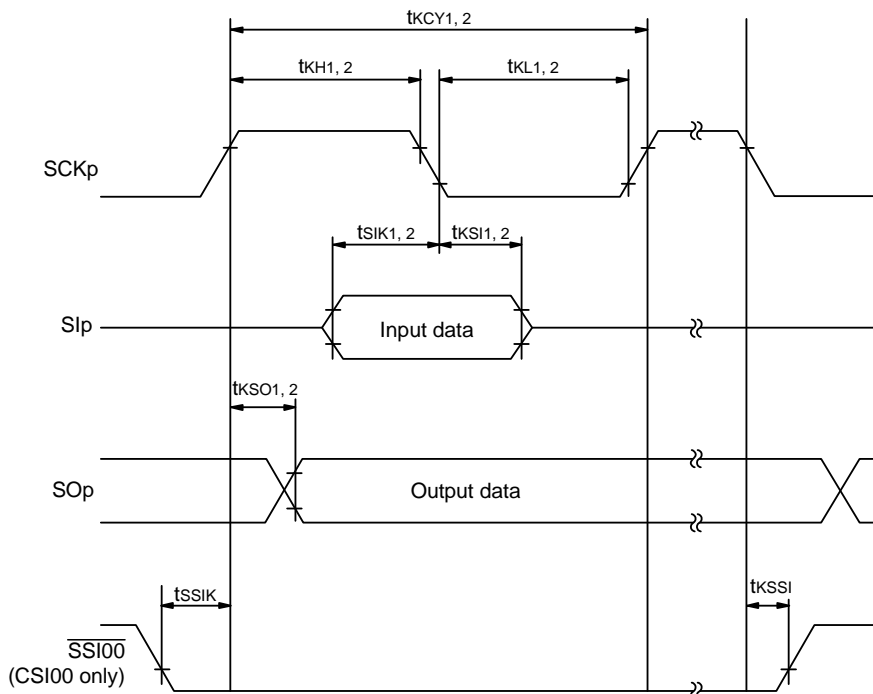 tKCY1, 2
tKH1, 2
tKL1, 2
SCKp
tSIK1, 2
tKSI1, 2
SIp
Input data
tKSO1, 2
SOp
Output data
tSSIK
tKSSI
SSI00
(CSI00 only)